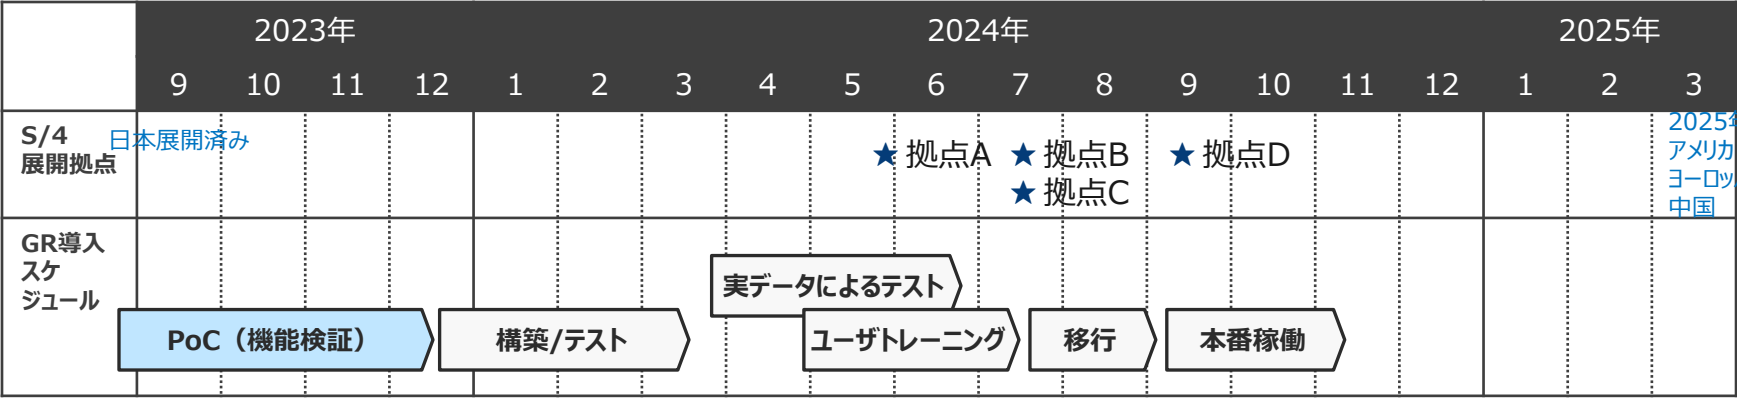 2023年 2024年 2025年
9 10 11 12 1 2 3 4 5 6 7 8 9 10 11 12 1 2 3
S/4
展開拠点
日本展開済み
★ 拠点A ★ 拠点B ★ 拠点D
★ 拠点C
2025
アメリカ
ヨーロッ
中国
GR導入
スケ
ジュール
実データによるテスト
PoC（機能検証） 構築/テスト ユーザトレーニング 移行 本番稼働